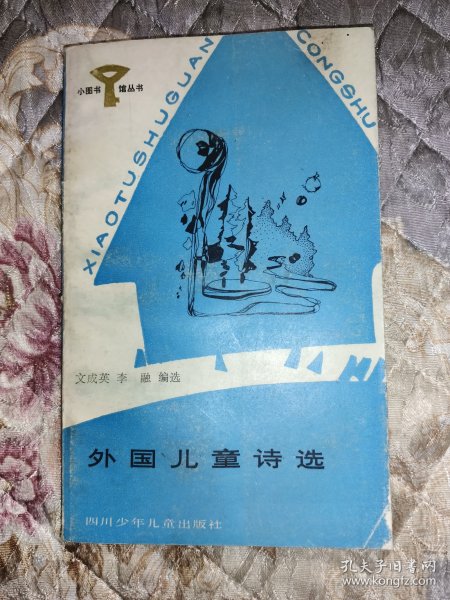 小图书馆丛书
XIAOTUSHUGUAN
CONGSHU
文成英 李 融 编选
外国儿童诗选
四川少年儿童出版社
孔夫子旧书网
www.kongfz.com